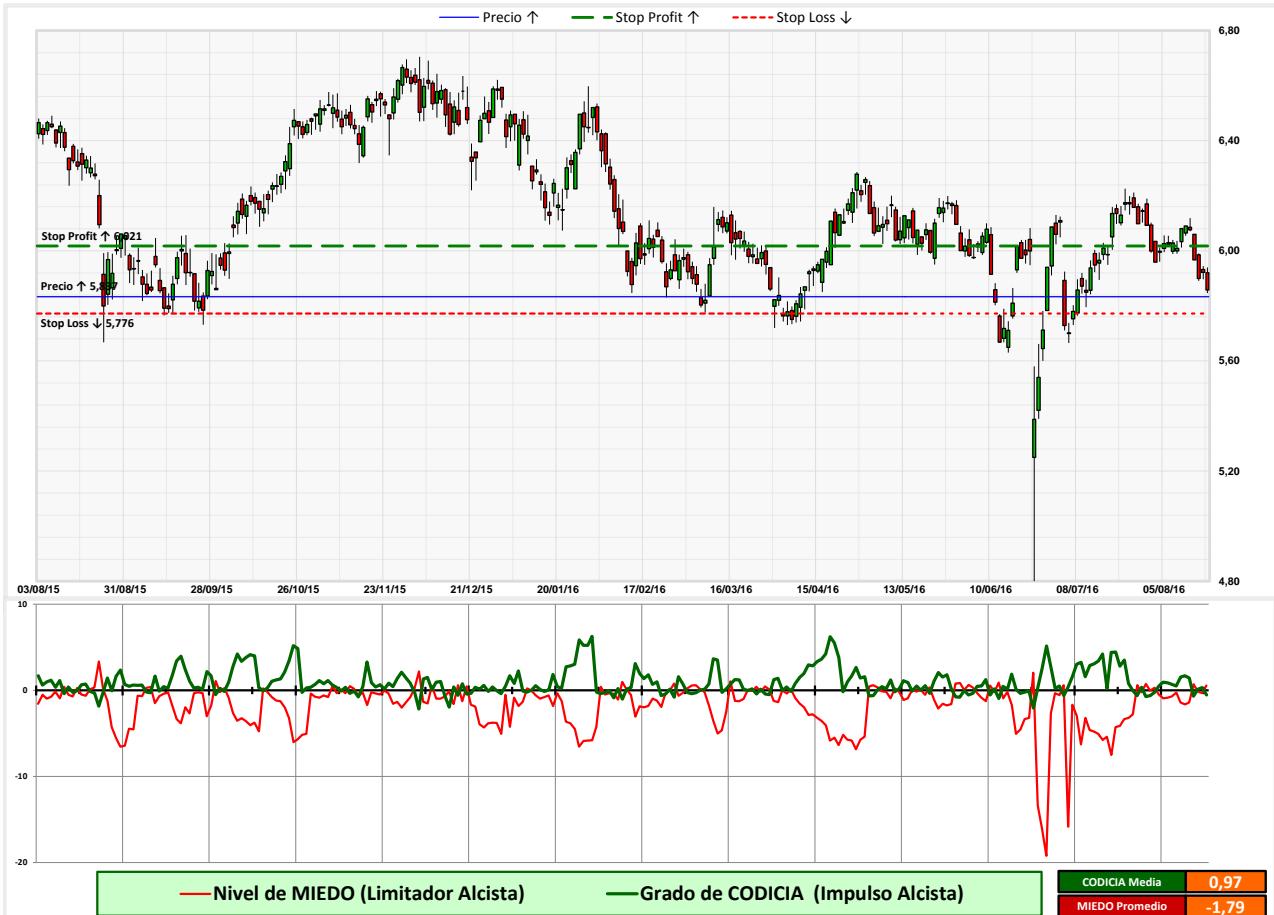 Precio ↑ Stop Profit ↑ Stop Loss ↓
6,80
6,40
6,00
5,60
5,20
4,80
Stop Profit ↑ 6,021
Precio ↑ 5,837
Stop Loss ↓ 5,776
03/08/15 31/08/15 28/09/15 26/10/15 23/11/15 21/12/15 20/01/16 17/02/16 16/03/16 15/04/16 13/05/16 10/06/16 08/07/16 05/08/16
10
0
-10
-20
Nivel de MIEDO (Limitador Alcista) Grado de CODICIA (Impulso Alcista)
CODICIA Media 0,97
MIEDO Promedio -1,79